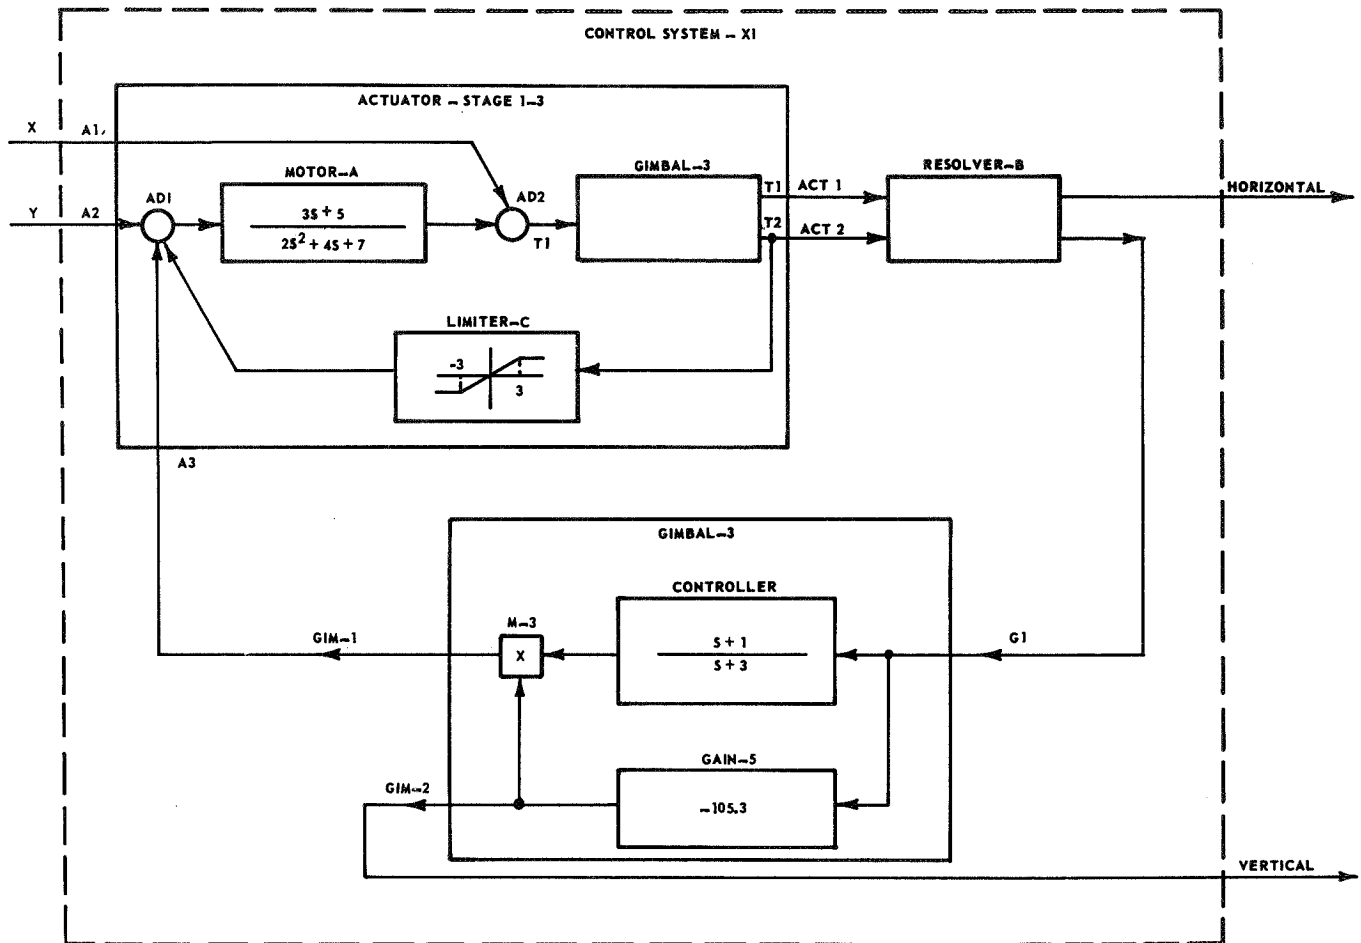 CONTROL SYSTEM – X1
ACTUATOR – STAGE 1–3
X
A1,
MOTOR–A
GIMBAL–3
RESOLVER–B
T1
ACT 1
HORIZONTAL
AD1
3S + 5
AD2
Y
A2
2S² + 4S + 7
T1
T2
ACT 2
LIMITER–C
-3
3
A3
GIMBAL–3
CONTROLLER
M–3
GIM–1
X
S + 1
S + 3
G1
GAIN–5
GIM–2
–105.3
VERTICAL